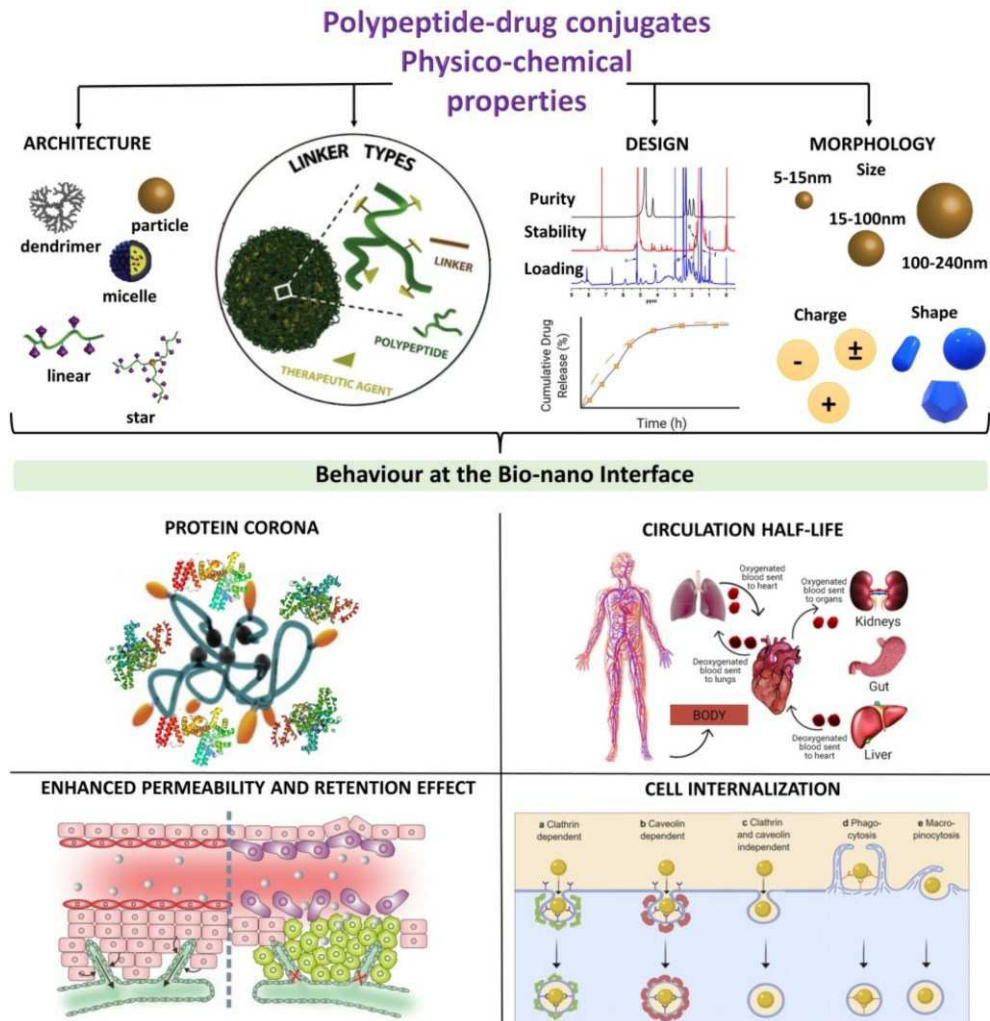 Polypeptide-drug conjugates
Physico-chemical
properties
ARCHITECTURE
dendrimer
particle
micelle
linear
star
LINKER TYPES
LINKER
POLYPEPTIDE
THERAPEUTIC AGENT
DESIGN
Purity
Stability
Loading
ppm
Cumulative Drug
Release (%)
Time (h)
MORPHOLOGY
Size
5-15nm
15-100nm
100-240nm
Charge
Shape
-
±
+
Behaviour at the Bio-nano Interface
PROTEIN CORONA
CIRCULATION HALF-LIFE
Oxygenated
blood sent
to heart
Oxygenated
blood sent
to organs
Kidneys
Deoxygenated
blood sent
to lungs
Gut
BODY
Deoxygenated
blood sent
to heart
Liver
ENHANCED PERMEABILITY AND RETENTION EFFECT
CELL INTERNALIZATION
a Clathrin
dependent
b Caveolin
dependent
c Clathrin
and caveolin
independent
d Phago-
cytosis
e Macro-
pinocytosis